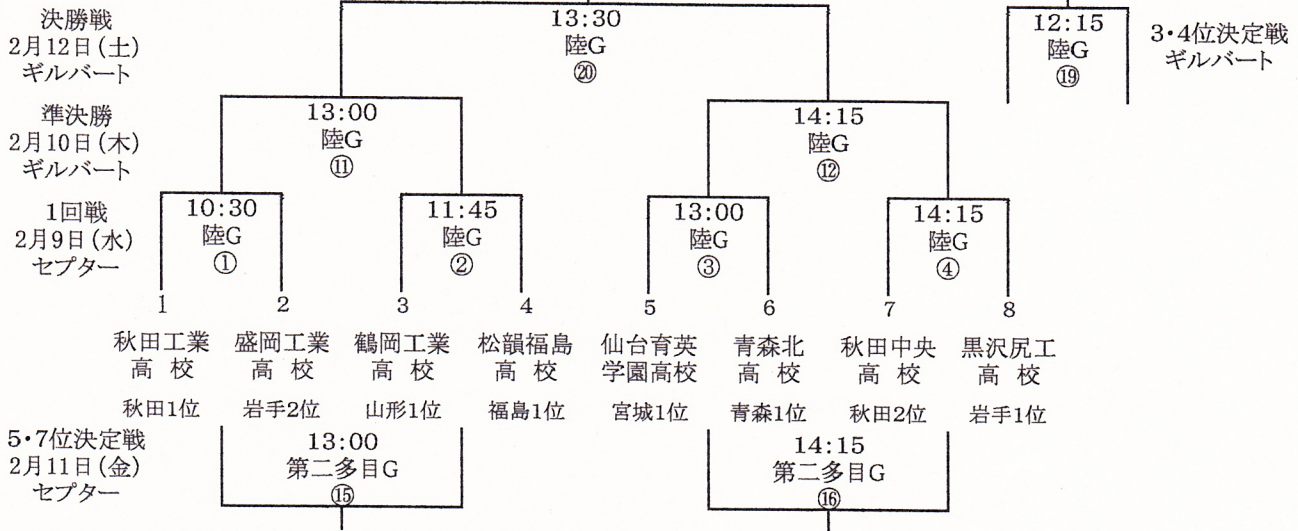 決勝戦
2月12日(土)
ギルバート
13:30
陸G
⑳
12:15
陸G
⑲
3・4位決定戦
ギルバート
準決勝
2月10日(木)
ギルバート
13:00
陸G
⑪
14:15
陸G
⑫
1回戦
2月9日(水)
セプター
10:30
陸G
①
11:45
陸G
②
13:00
陸G
③
14:15
陸G
④
1
2
3
4
5
6
7
8
秋田工業
高 校
盛岡工業
高 校
鶴岡工業
高 校
松韻福島
高 校
仙台育英
学園高校
青森北
高 校
秋田中央
高 校
黒沢尻工
高 校
秋田1位
岩手2位
山形1位
福島1位
宮城1位
青森1位
秋田2位
岩手1位
5・7位決定戦
2月11日(金)
セプター
13:00
第二多目G
⑮
14:15
第二多目G
⑯